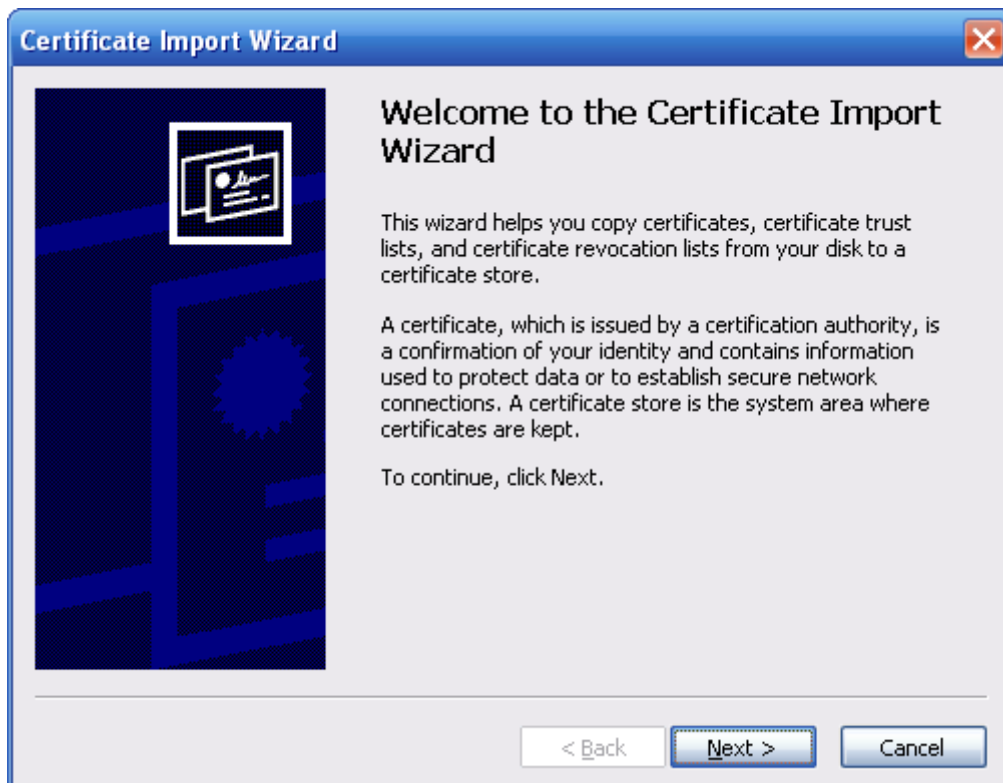 Certificate Import Wizard
Welcome to the Certificate Import
Wizard
This wizard helps you copy certificates, certificate trust
lists, and certificate revocation lists from your disk to a
certificate store.
A certificate, which is issued by a certification authority, is
a confirmation of your identity and contains information
used to protect data or to establish secure network
connections. A certificate store is the system area where
certificates are kept.
To continue, click Next.
< Back
Next >
Cancel